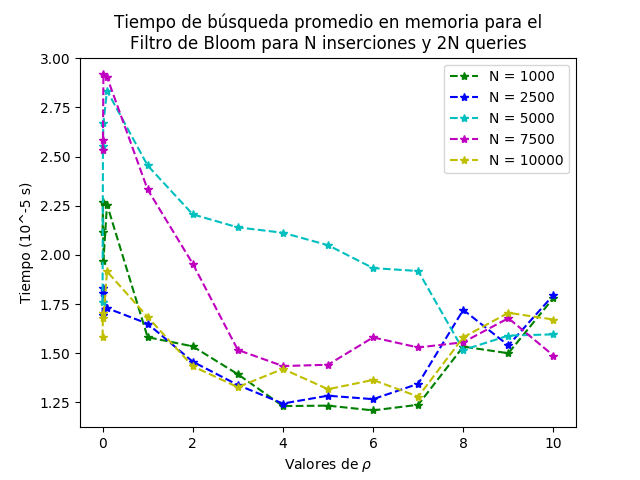 Tiempo de búsqueda promedio en memoria para el
Filtro de Bloom para N inserciones y 2N queries
3.00
2.75
2.50
2.25
2.00
1.75
1.50
1.25
Tiempo (10^-5 s)
N = 1000
N = 2500
N = 5000
N = 7500
N = 10000
0 2 4 6 8 10
Valores de ρ